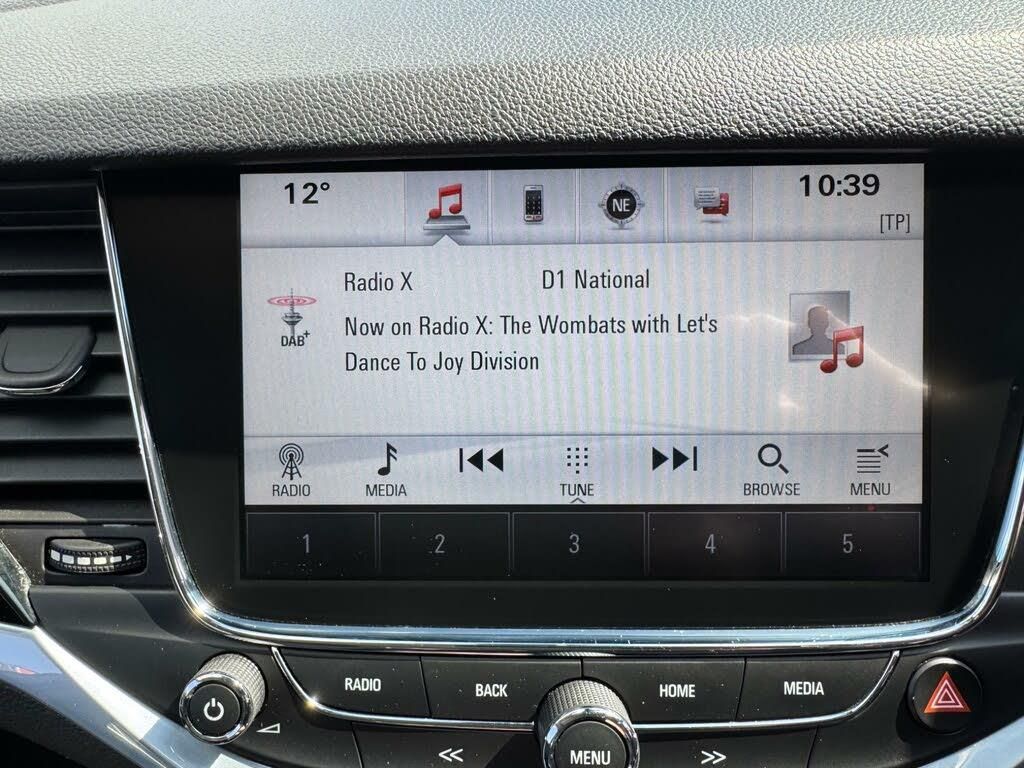 12°
NE
10:39
[TP]
Radio X
D1 National
DAB+
Now on Radio X: The Wombats with Let's
Dance To Joy Division
RADIO
MEDIA
TUNE
BROWSE
MENU
1
2
3
4
5
RADIO
BACK
HOME
MEDIA
MENU